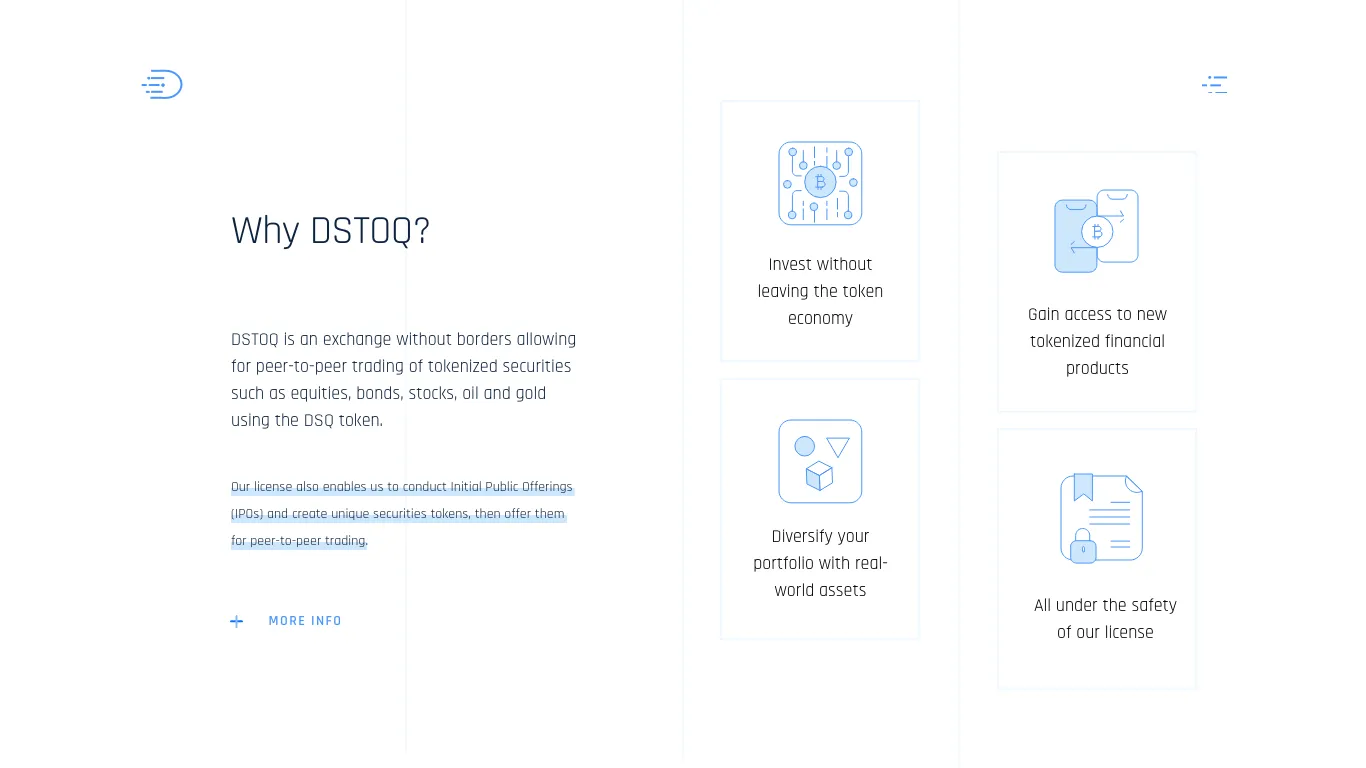 Why DSTOQ?
DSTOQ is an exchange without borders allowing
for peer-to-peer trading of tokenized securities
such as equities, bonds, stocks, oil and gold
using the DSQ token.
Our license also enables us to conduct Initial Public Offerings
(IPOs) and create unique securities tokens, then offer them
for peer-to-peer trading.
MORE INFO
Invest without
leaving the token
economy
Diversify your
portfolio with real-
world assets
Gain access to new
tokenized financial
products
All under the safety
of our license